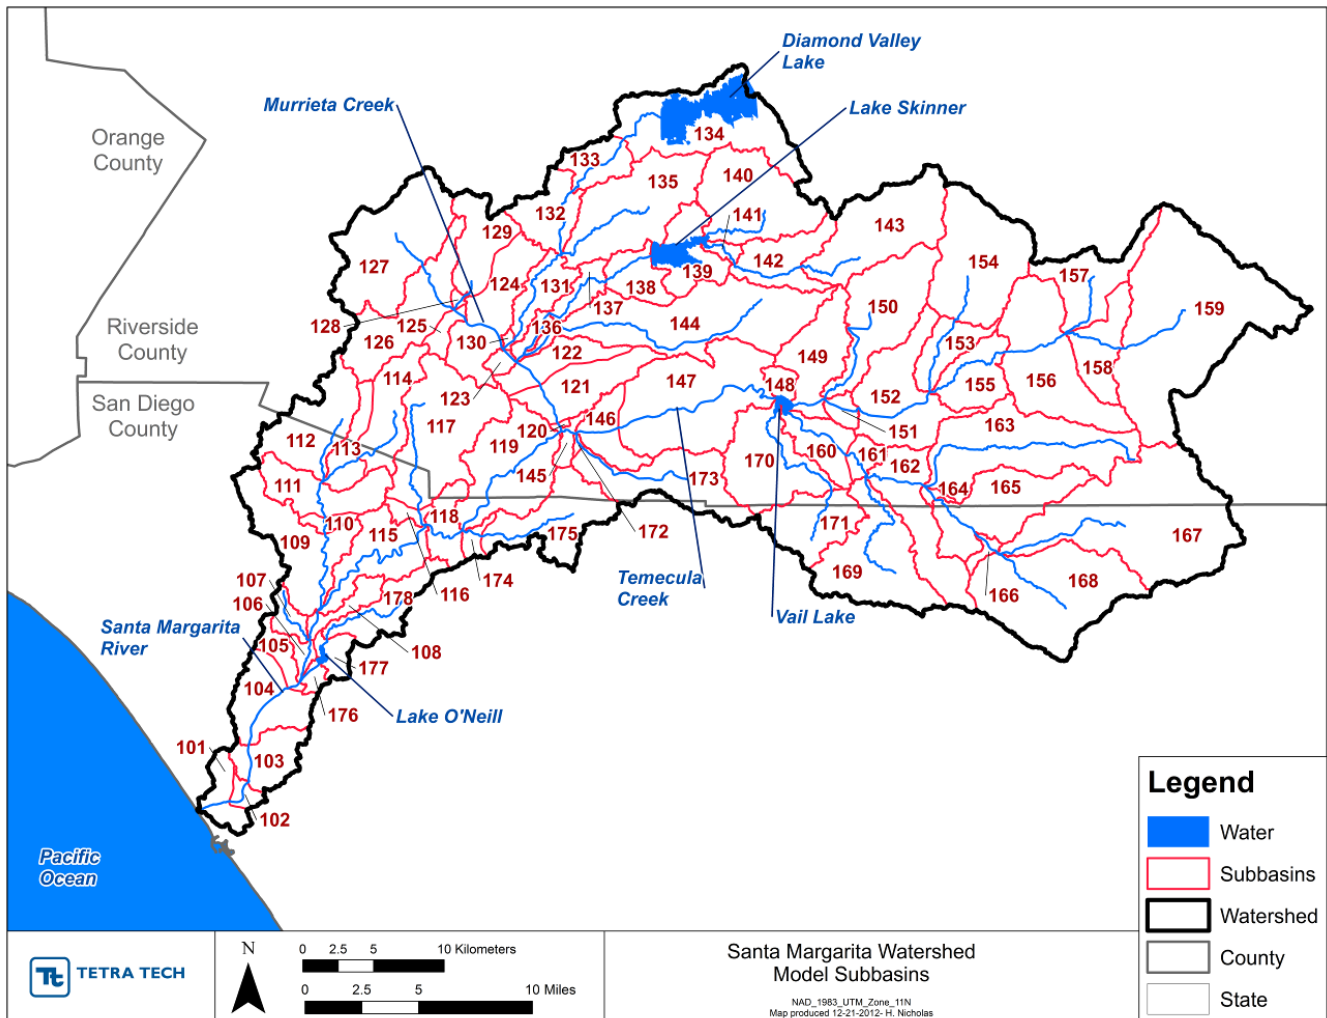 Diamond Valley
Lake
Murrieta Creek
Lake Skinner
Orange
County
134
133
135
140
132
141
129
143
127
142
154
157
139
124
131
138
150
159
137
128
125
136
144
Riverside
County
126
130
153
122
149
158
114
147
148
155
156
121
123
152
San Diego
County
117
120
146
151
163
112
113
119
161
170
160
162
145
173
111
164
165
110
118
109
115
175
172
171
167
107
174
116
169
168
178
166
Temecula
Creek
106
Vail Lake
Santa Margarita
River
105
108
177
104
176
Lake O'Neill
101
103
102
Pacific
Ocean
Legend
Water
Subbasins
Watershed
County
State
Tt TETRA TECH
N
0 2.5 5 10 Kilometers
0 2.5 5 10 Miles
Santa Margarita Watershed
Model Subbasins
NAD_1983_UTM_Zone_11N
Map produced 12-21-2012- H. Nicholas